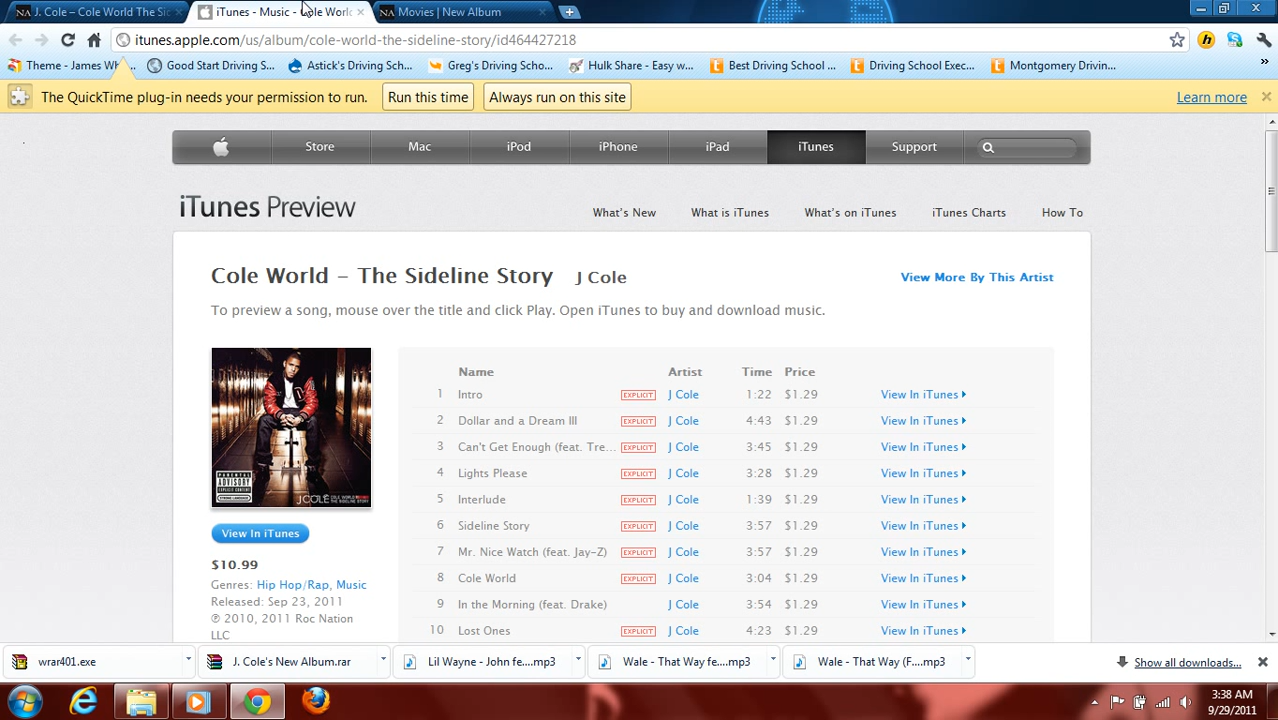 J. Cole – Cole World The Si
iTunes - Music - Cole World
Movies | New Album
itunes.apple.com/us/album/cole-world-the-sideline-story/id464427218
Theme - James Wh...
Good Start Driving S...
Astick's Driving Sch...
Greg's Driving Scho...
Hulk Share - Easy w...
Best Driving School ...
Driving School Exec...
Montgomery Drivin...
The QuickTime plug-in needs your permission to run.
Run this time
Always run on this site
Learn more
Store
Mac
iPod
iPhone
iPad
iTunes
Support
iTunes Preview
What's New
What is iTunes
What's on iTunes
iTunes Charts
How To
Cole World – The Sideline Story J Cole
View More By This Artist
To preview a song, mouse over the title and click Play. Open iTunes to buy and download music.
Name Artist Time Price
1 Intro EXPLICIT J Cole 1:22 $1.29 View In iTunes
2 Dollar and a Dream III EXPLICIT J Cole 4:43 $1.29 View In iTunes
3 Can't Get Enough (feat. Tre... EXPLICIT J Cole 3:45 $1.29 View In iTunes
4 Lights Please EXPLICIT J Cole 3:28 $1.29 View In iTunes
5 Interlude EXPLICIT J Cole 1:39 $1.29 View In iTunes
6 Sideline Story EXPLICIT J Cole 3:57 $1.29 View In iTunes
7 Mr. Nice Watch (feat. Jay-Z) EXPLICIT J Cole 3:57 $1.29 View In iTunes
8 Cole World EXPLICIT J Cole 3:04 $1.29 View In iTunes
9 In the Morning (feat. Drake) J Cole 3:54 $1.29 View In iTunes
10 Lost Ones EXPLICIT J Cole 4:23 $1.29 View In iTunes
PARENTAL
ADVISORY
EXPLICIT CONTENT
J.COLE COLE WORLD
THE SIDELINE STORY
View In iTunes
$10.99
Genres: Hip Hop/Rap, Music
Released: Sep 23, 2011
℗ 2010, 2011 Roc Nation
LLC
wrar401.exe
J. Cole's New Album.rar
Lil Wayne - John fe....mp3
Wale - That Way fe....mp3
Wale - That Way (F....mp3
Show all downloads...
3:38 AM
9/29/2011